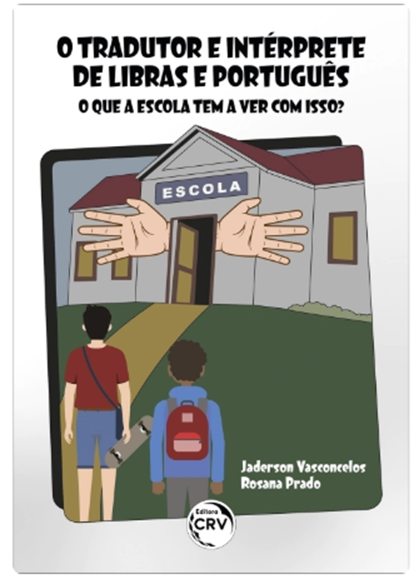 O TRADUTOR E INTÉRPRETE
DE LIBRAS E PORTUGUÊS
O QUE A ESCOLA TEM A VER COM ISSO?
ESCOLA
Jaderson Vasconcelos
Rosana Prado
Editora
CRV